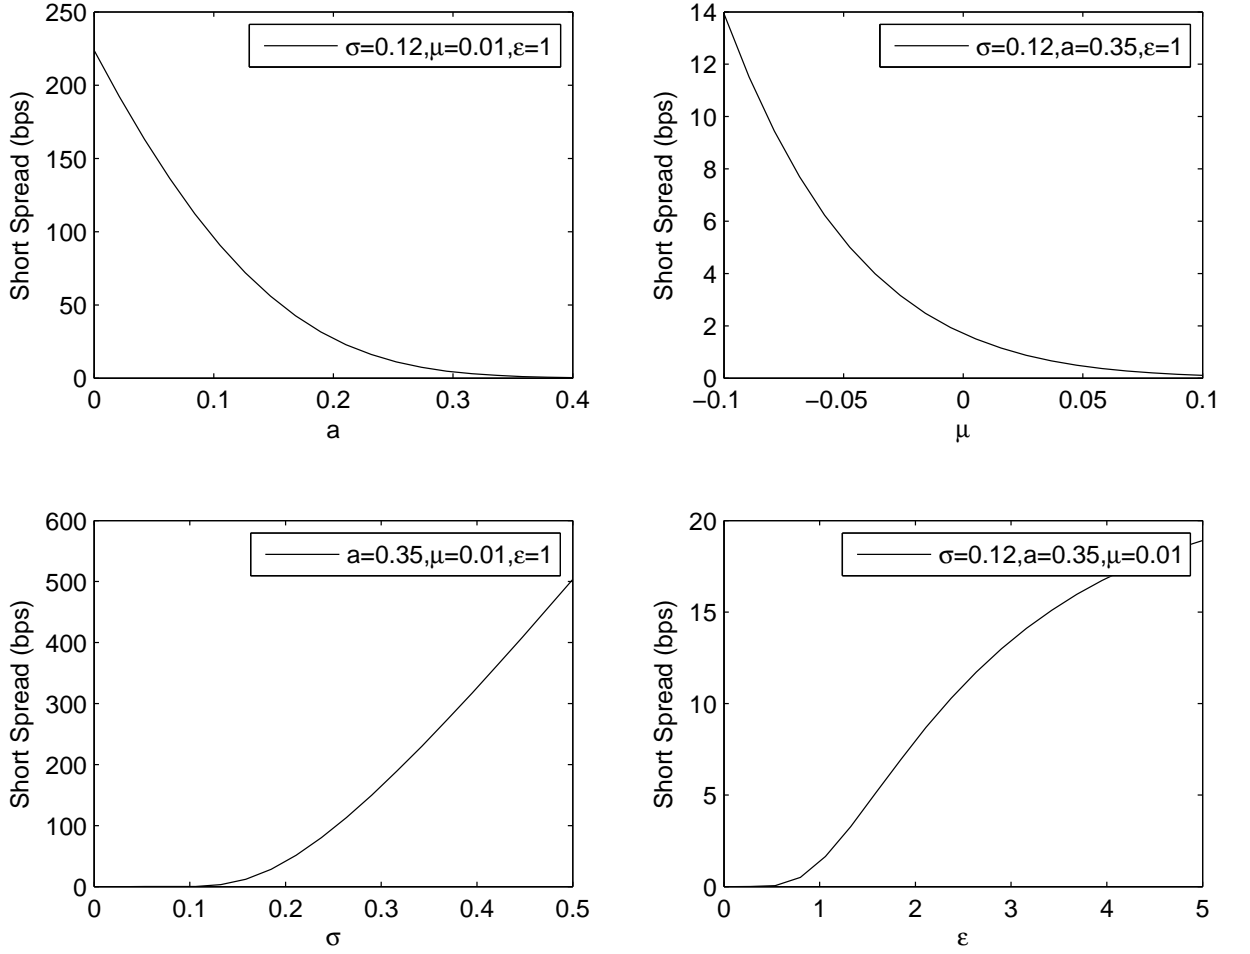 250
200
150
100
50
0
Short Spread (bps)
σ=0.12,μ=0.01,ε=1
0 0.1 0.2 0.3 0.4
a
14
12
10
8
6
4
2
0
Short Spread (bps)
σ=0.12,a=0.35,ε=1
−0.1 −0.05 0 0.05 0.1
μ
600
500
400
300
200
100
0
Short Spread (bps)
a=0.35,μ=0.01,ε=1
0 0.1 0.2 0.3 0.4 0.5
σ
20
15
10
5
0
Short Spread (bps)
σ=0.12,a=0.35,μ=0.01
0 1 2 3 4 5
ε